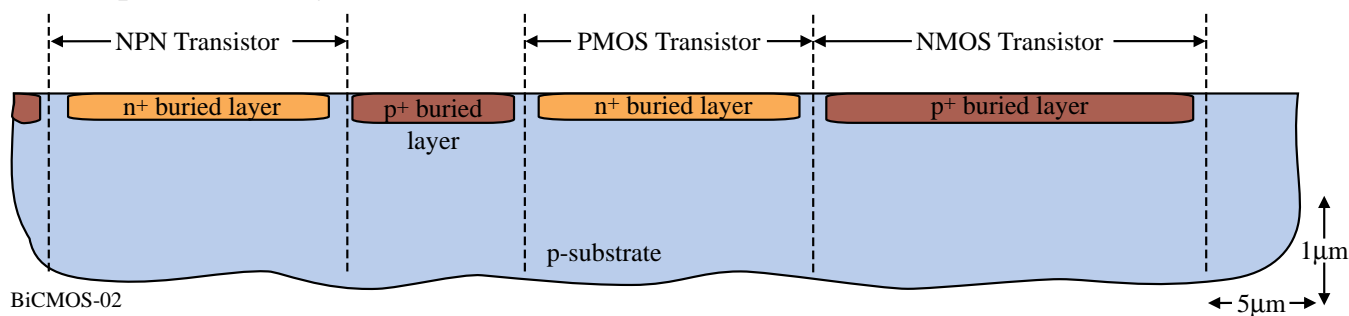 NPN Transistor
PMOS Transistor
NMOS Transistor
n+ buried layer
p+ buried
layer
n+ buried layer
p+ buried layer
p-substrate
1μm
BiCMOS-02
5μm